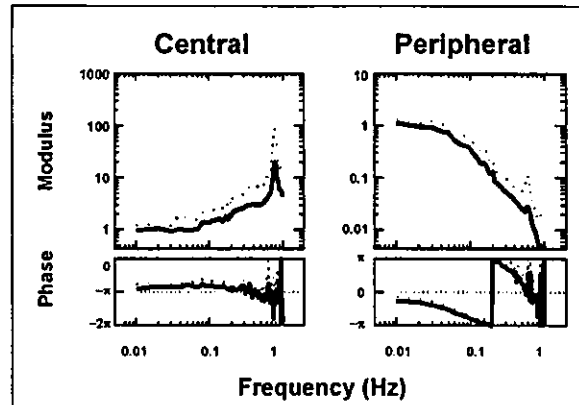 Central Peripheral
1000
100
10
1
Modulus
10
1
0.1
0.01
0
-π
-2π
Phase
π
0
-π
0.01 0.1 1
0.01 0.1 1
Frequency (Hz)